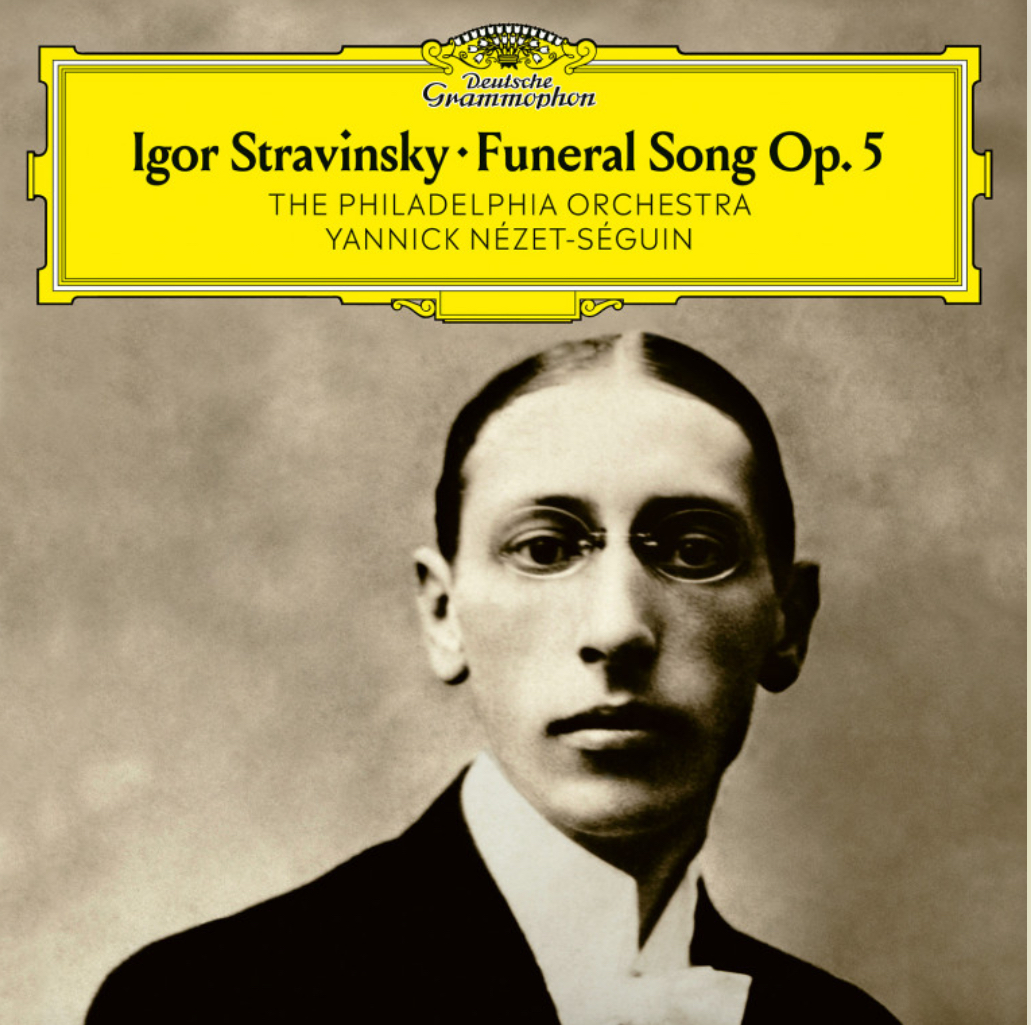 Deutsche
Grammophon
Igor Stravinsky · Funeral Song Op. 5
THE PHILADELPHIA ORCHESTRA
YANNICK NÉZET-SÉGUIN